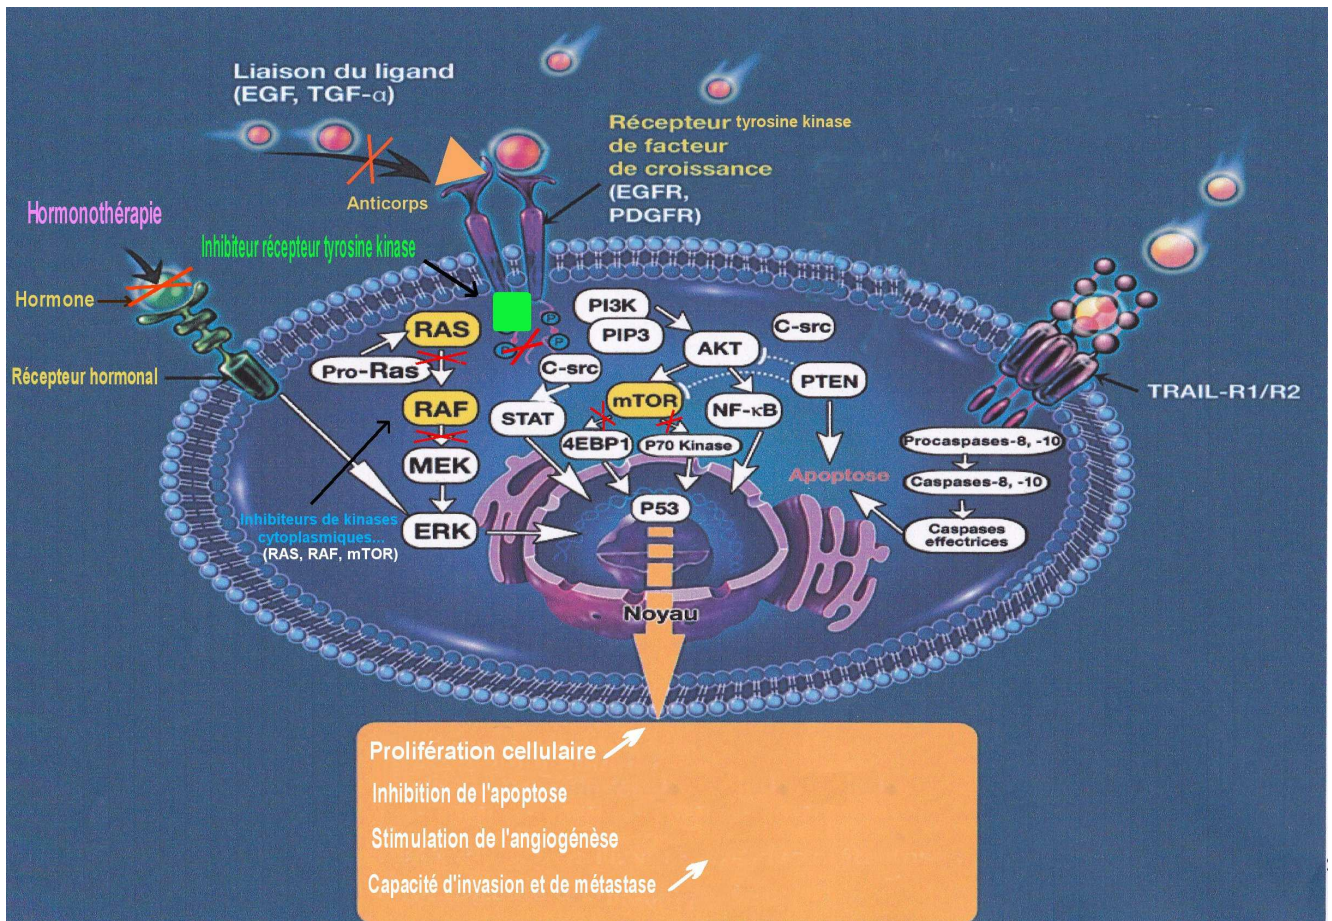 Liaison du ligand
(EGF, TGF-α)
Récepteur tyrosine kinase
de facteur
de croissance
(EGFR,
PDGFR)
Anticorps
Hormonothérapie
Inhibiteur récepteur tyrosine kinase
Hormone
Récepteur hormonal
TRAIL-R1/R2
RAS
Pro-Ras
RAF
MEK
ERK
P
P
P
C-src
STAT
PI3K
PIP3
AKT
C-src
mTOR
NF-κB
PTEN
4EBP1
P70 Kinase
P53
Apoptose
Procaspases-8, -10
Caspases-8, -10
Caspases
effectrices
Inhibiteurs de kinases
cytoplasmiques...
(RAS, RAF, mTOR)
Noyau
Prolifération cellulaire
Inhibition de l'apoptose
Stimulation de l'angiogénèse
Capacité d'invasion et de métastase